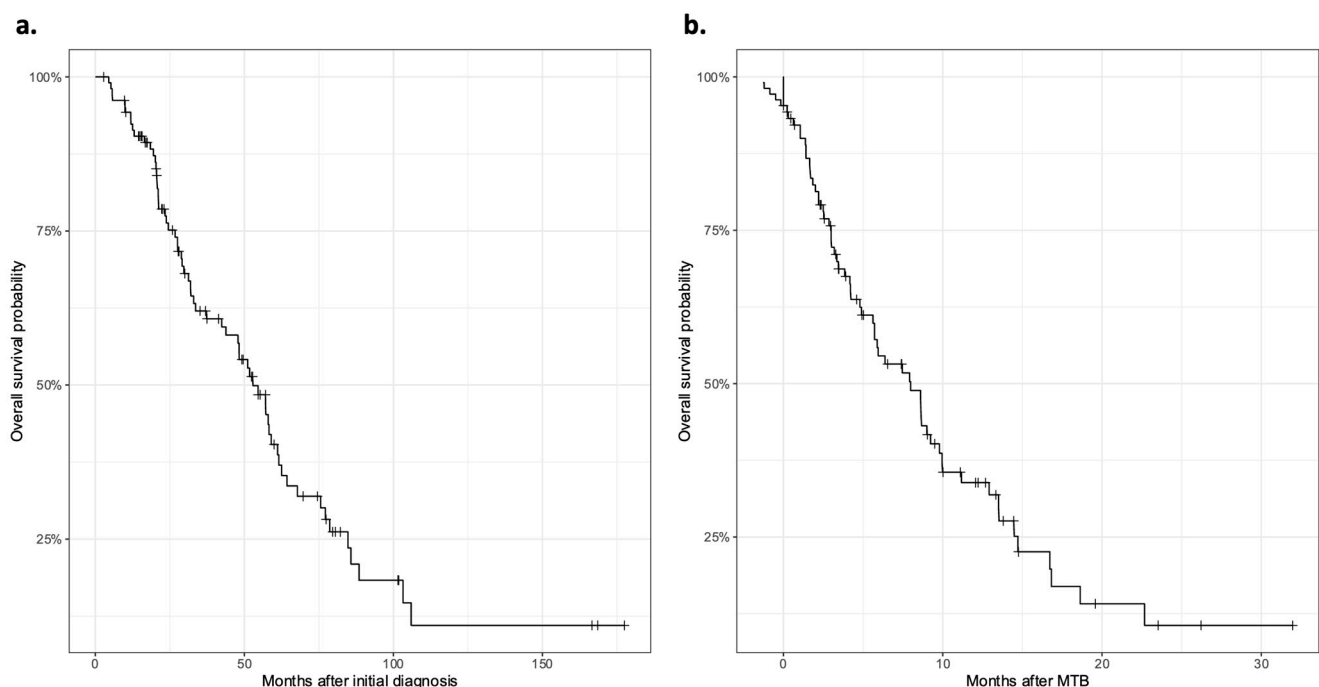 a.
100%
75%
50%
25%
Overall survival probability
0 50 100 150
Months after initial diagnosis
b.
100%
75%
50%
25%
Overall survival probability
0 10 20 30
Months after MTB